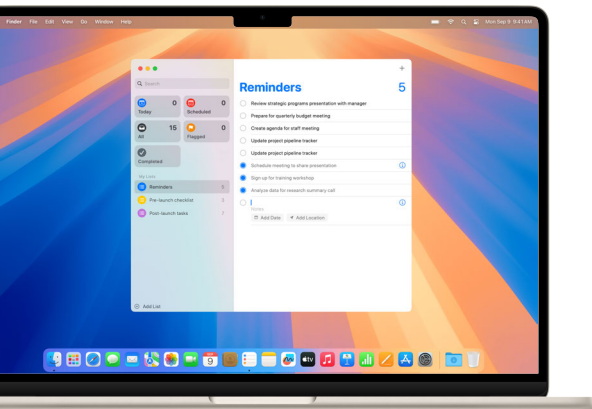 Finder File Edit View Go Window Help
Mon Sep 9 9:41 AM
Search
0
Today
0
Scheduled
15
All
0
Flagged
Completed
My Lists
Reminders 5
Pre-launch checklist
Post-launch tasks
Add List
Reminders 5
Review strategic programs presentation with manager
Prepare for quarterly budget meeting
Create agenda for staff meeting
Update project pipeline tracker
Update project pipeline tracker
Schedule meeting to share presentation
Sign up for training workshop
Analyze data for research summary call
Notes
Add Date Add Location
tv
9